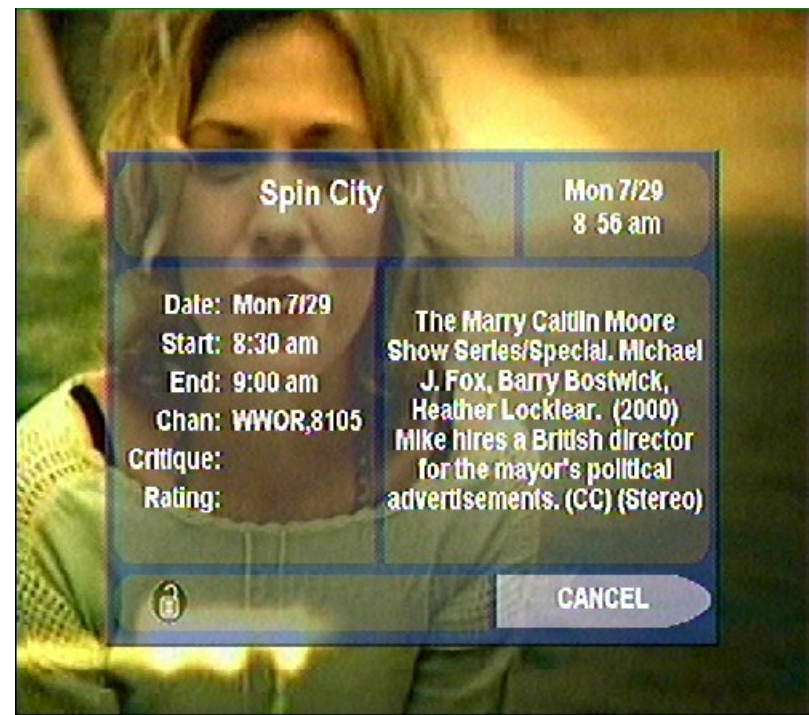 Spin City
Mon 7/29
8 56 am
Date: Mon 7/29
Start: 8:30 am
End: 9:00 am
Chan: WWOR,8105
Critique:
Rating:
The Marry Caitlin Moore
Show Series/Special. Michael
J. Fox, Barry Bostwick,
Heather Locklear. (2000)
Mike hires a British director
for the mayor's political
advertisements. (CC) (Stereo)
CANCEL